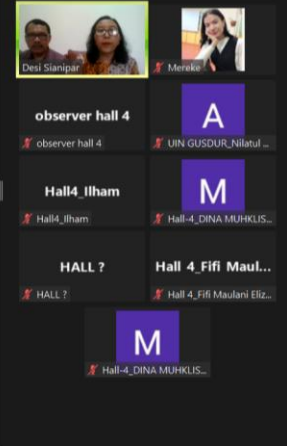 Desi Sianipar
Mereke
observer hall 4
observer hall 4
A
UIN GUSDUR_Nilatul ...
Hall4_Ilham
Hall4_Ilham
M
Hall-4_DINA MUHKLIS...
HALL ?
HALL ?
Hall 4_Fifi Maul...
Hall 4_Fifi Maulani Eliz...
M
Hall-4_DINA MUHKLIS...